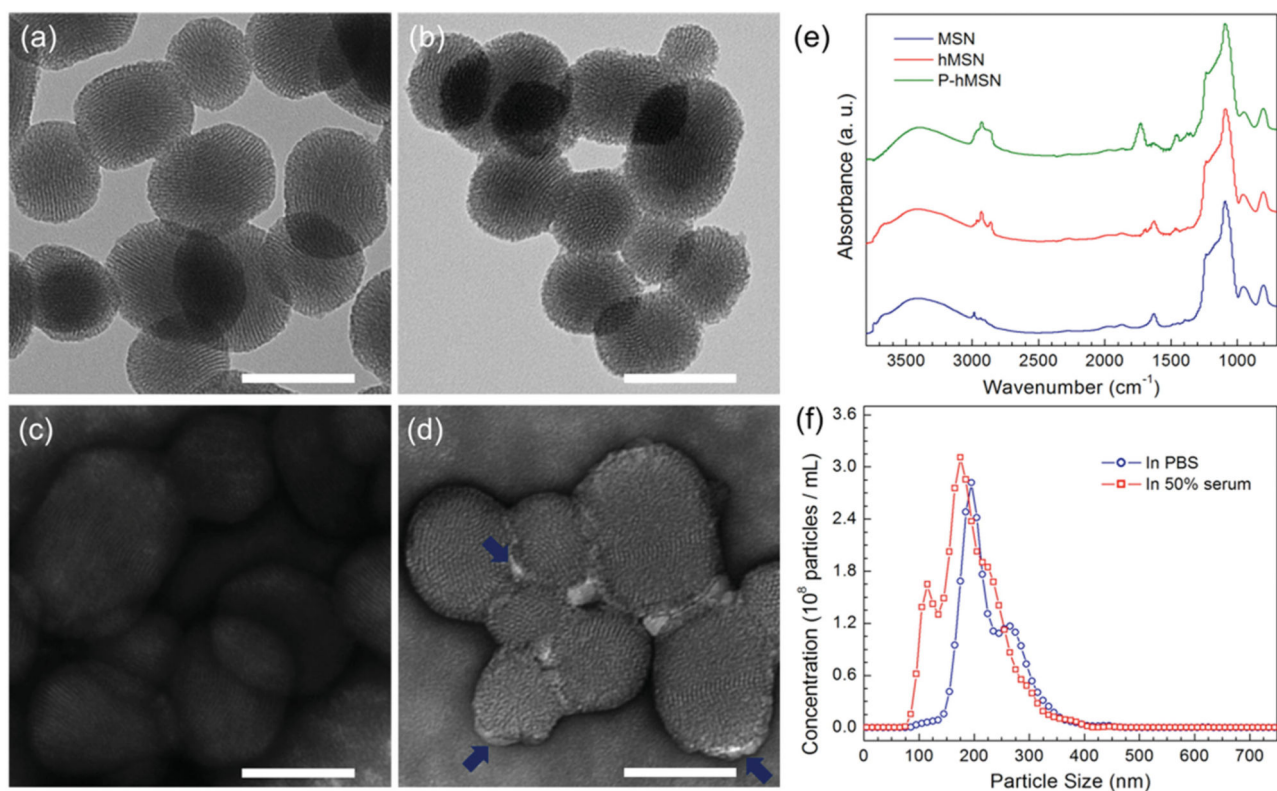 (a)
(b)
(c)
(d)
(e)
MSN
hMSN
P-hMSN
Absorbance (a. u.)
3500 3000 2500 2000 1500 1000
Wavenumber (cm⁻¹)
(f)
In PBS
In 50% serum
Concentration (10⁸ particles / mL)
3.6
3.0
2.4
1.8
1.2
0.6
0.0
0 100 200 300 400 500 600 700
Particle Size (nm)